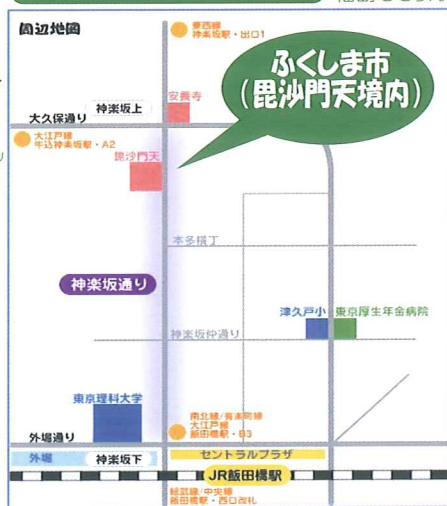 周辺地図
東西線
神楽坂駅・出口1
ふくしま市
(毘沙門天境内)
安養寺
神楽坂上
大久保通り
大江戸線
牛込神楽坂駅・A2
毘沙門天
本多横丁
神楽坂通り
津久戸小
東京厚生年金病院
神楽坂仲通り
東京理科大学
南北線/有楽町線
大江戸線
飯田橋駅・B3
外堀通り
外堀
神楽坂下
セントラルプラザ
JR飯田橋駅
総武線/中央線
飯田橋駅・西口改札